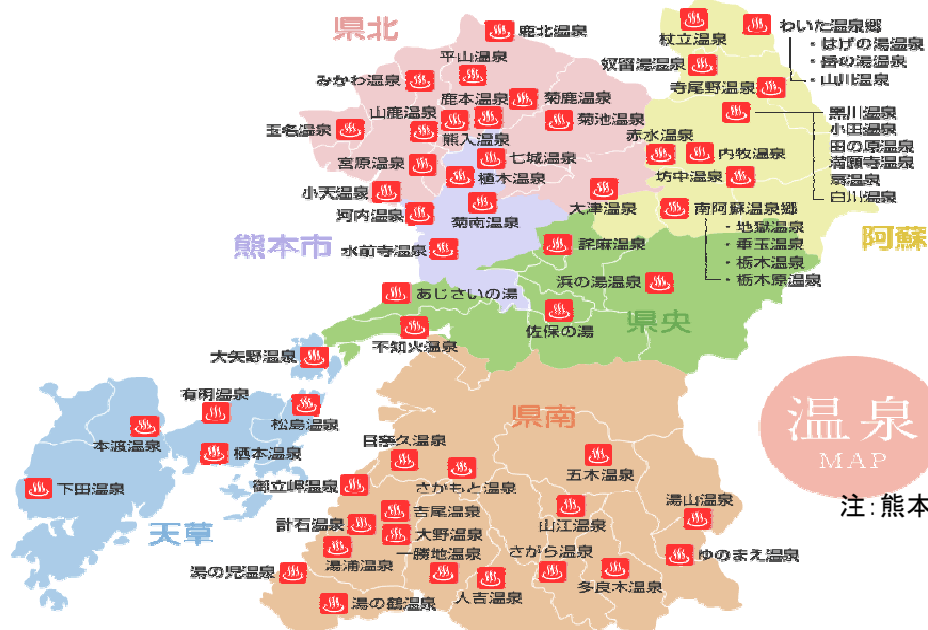 県北
鹿北温泉
杖立温泉
わいた温泉郷
・はげの湯温泉
・岳の湯温泉
・山川温泉
平山温泉
奴留湯温泉
みかわ温泉
寺尾野温泉
鹿本温泉
菊鹿温泉
山鹿温泉
菊池温泉
黒川温泉
小田温泉
田の原温泉
満願寺温泉
扇温泉
白川温泉
玉名温泉
熊入温泉
赤水温泉
内牧温泉
宮原温泉
七城温泉
植木温泉
坊中温泉
小天温泉
大津温泉
南阿蘇温泉郷
・地獄温泉
・垂玉温泉
・栃木温泉
・栃木原温泉
河内温泉
菊南温泉
阿蘇
熊本市
水前寺温泉
詫麻温泉
浜の湯温泉
あじさいの湯
佐保の湯
県央
不知火温泉
大矢野温泉
有明温泉
松島温泉
県南
温泉
MAP
本渡温泉
栖本温泉
日奈久温泉
五木温泉
下田温泉
御立岬温泉
さかもと温泉
湯山温泉
注:熊本
天草
計石温泉
吉尾温泉
大野温泉
山江温泉
湯浦温泉
一勝地温泉
さがら温泉
ゆのまえ温泉
湯の児温泉
人吉温泉
多良木温泉
湯の鶴温泉